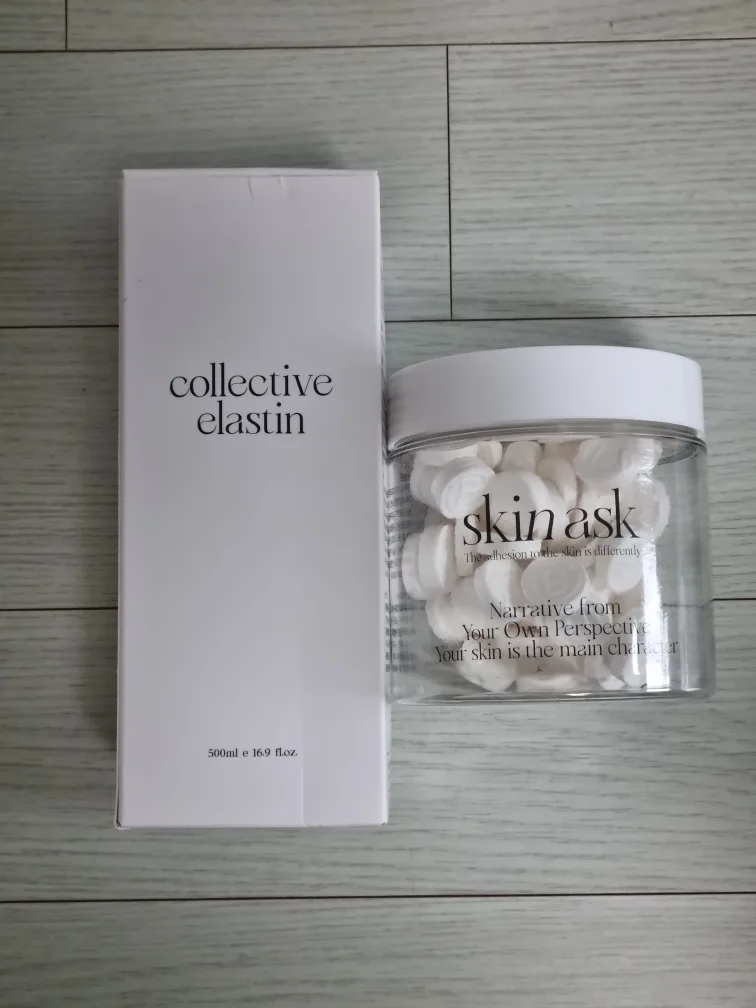 collective
elastin
500ml e 16.9 fl.oz.
skin ask
The adhesion to the skin is differently
Narrative from
Your Own Perspective
Your skin is the main character